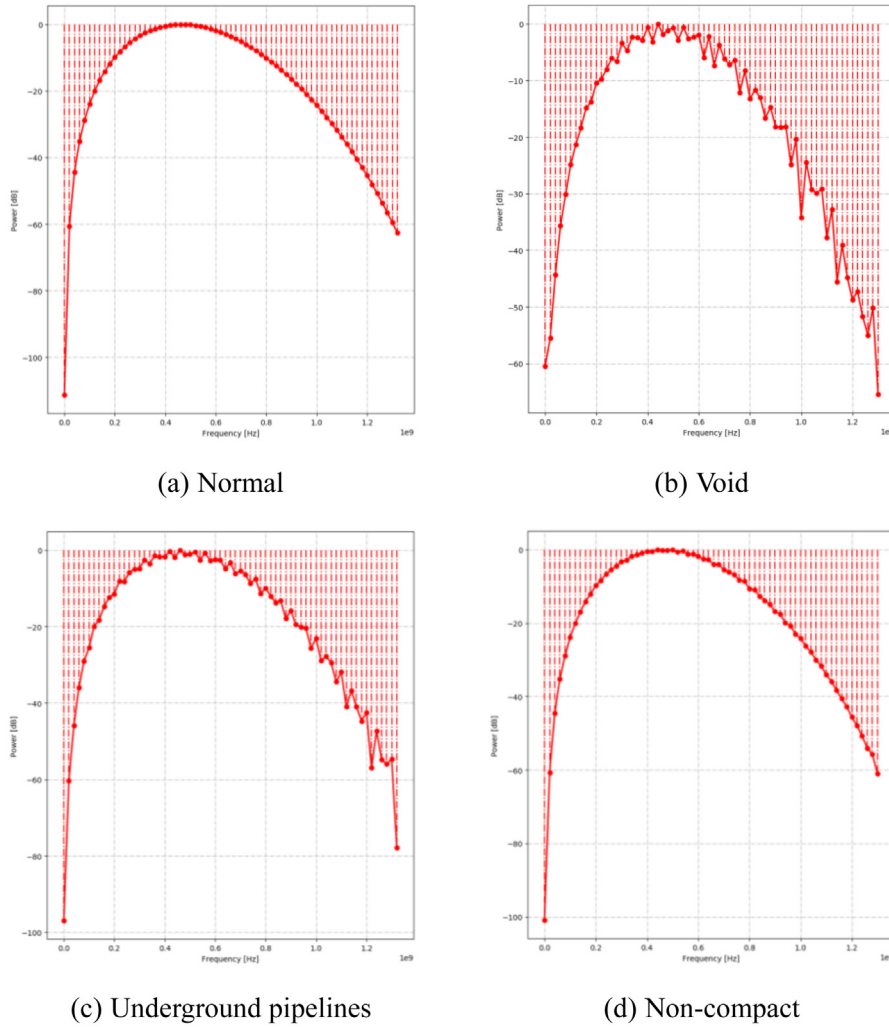 0
−20
−40
−60
−80
−100
Power [dB]
0.0 0.2 0.4 0.6 0.8 1.0 1.2
Frequency [Hz]
1e9
(a) Normal
0
−10
−20
−30
−40
−50
−60
Power [dB]
0.0 0.2 0.4 0.6 0.8 1.0 1.2
Frequency [Hz]
1e
(b) Void
0
−20
−40
−60
−80
−100
Power [dB]
0.0 0.2 0.4 0.6 0.8 1.0 1.2
Frequency [Hz]
1e9
(c) Underground pipelines
0
−20
−40
−60
−80
−100
Power [dB]
0.0 0.2 0.4 0.6 0.8 1.0 1.2
Frequency [Hz]
1e9
(d) Non-compact